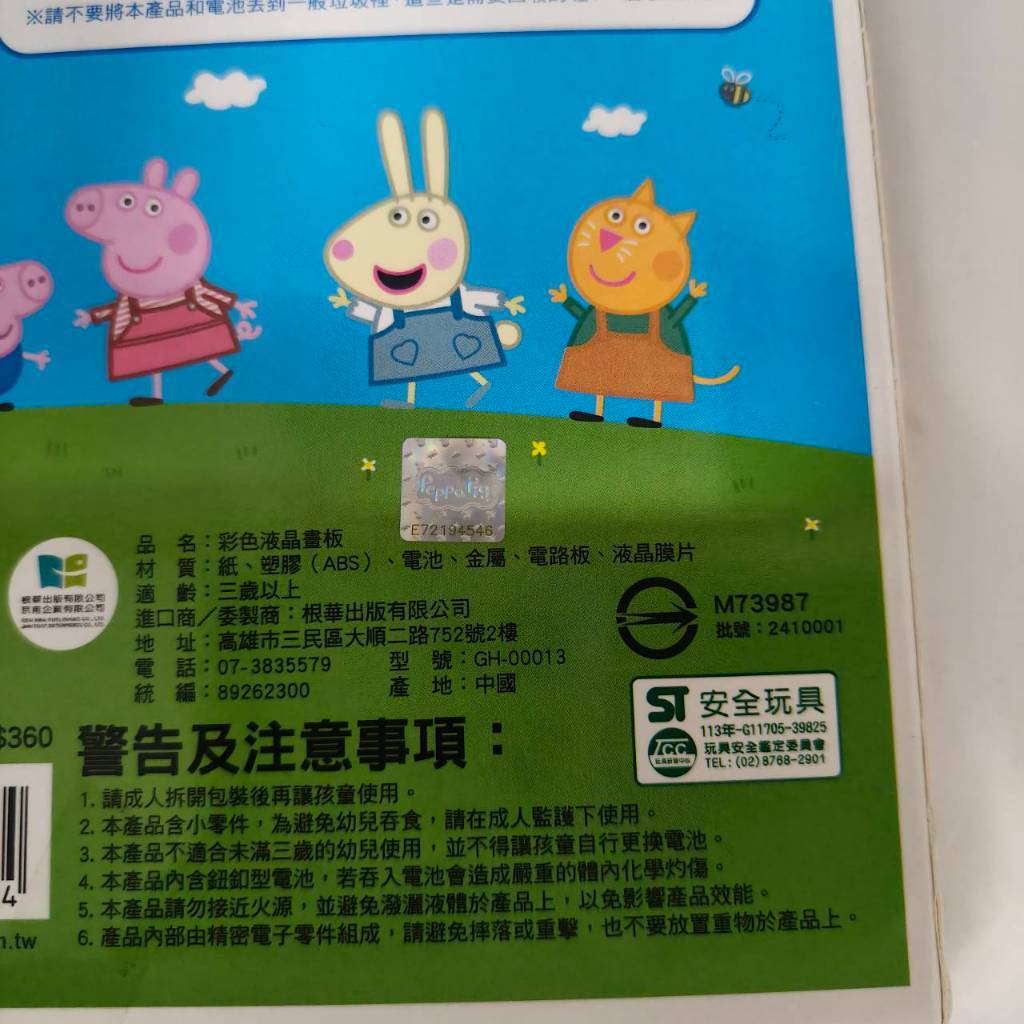 ※請不要將本產品和電池丟到一般垃圾裡
Peppa Pig
E72194546
品 名：彩色液晶畫板
材 質：紙、塑膠（ABS）、電池、金屬、電路板、液晶膜片
適 齡：三歲以上
進口商／委製商：根華出版有限公司
地 址：高雄市三民區大順二路752號2樓
電 話：07-3835579 型 號：GH-00013
統 編：89262300 產 地：中國
根華出版有限公司
M73987
批號：2410001
ST 安全玩具
113年-G11705-39825
玩具安全鑑定委員會
TEL:(02)8768-2901
$360
警告及注意事項：
1. 請成人拆開包裝後再讓孩童使用。
2. 本產品含小零件，為避免幼兒吞食，請在成人監護下使用。
3. 本產品不適合未滿三歲的幼兒使用，並不得讓孩童自行更換電池。
4. 本產品內含鈕釦型電池，若吞入電池會造成嚴重的體內化學灼傷。
5. 本產品請勿接近火源，並避免潑灑液體於產品上，以免影響產品效能。
6. 產品內部由精密電子零件組成，請避免摔落或重擊，也不要放置重物於產品上。
4
.tw